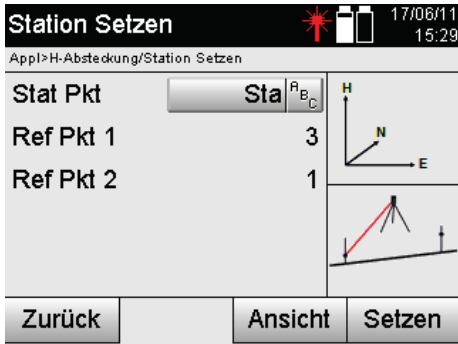 Station Setzen 17/06/11
15:29
Appl>H-Absteckung/Station Setzen
Stat Pkt Sta ABC
Ref Pkt 1 3
Ref Pkt 2 1
H
N
E
Zurück Ansicht Setzen